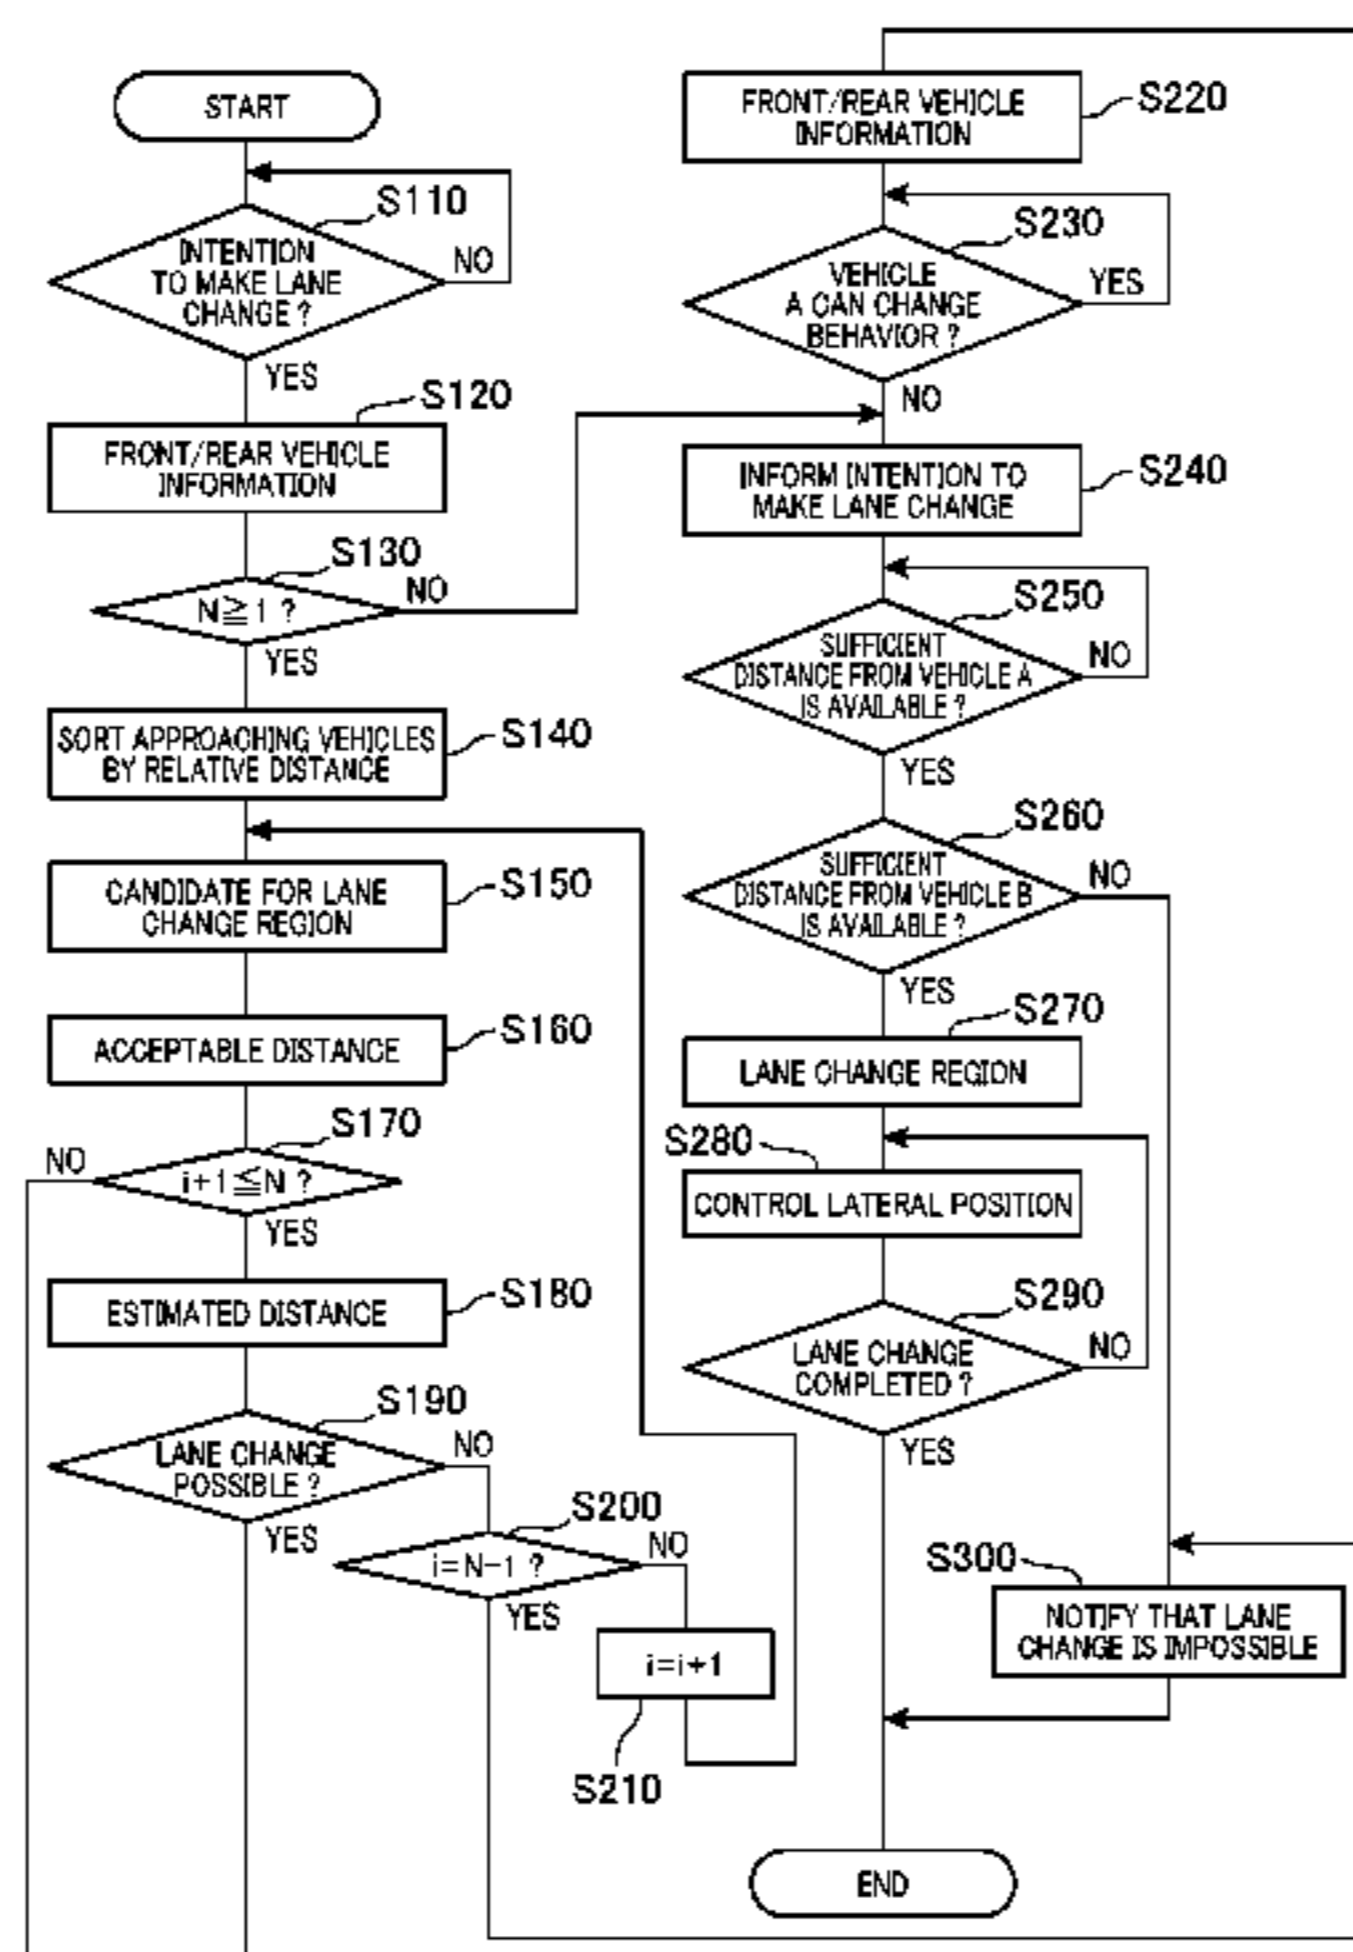 START
S110
INTENTION
TO MAKE LANE
CHANGE ?
NO
YES
S120
FRONT/REAR VEHICLE
INFORMATION
S130
N≧1 ?
NO
YES
SORT APPROACHING VEHICLES
BY RELATIVE DISTANCE
S140
CANDIDATE FOR LANE
CHANGE REGION
S150
ACCEPTABLE DISTANCE
S160
S170
NO
i+1≦N ?
YES
ESTIMATED DISTANCE
S180
S190
LANE CHANGE
POSSIBLE ?
NO
YES
S200
i=N-1 ?
NO
YES
i=i+1
S210
FRONT/REAR VEHICLE
INFORMATION
S220
S230
VEHICLE
A CAN CHANGE
BEHAVIOR ?
YES
NO
INFORM INTENTION TO
MAKE LANE CHANGE
S240
S250
SUFFICIENT
DISTANCE FROM VEHICLE A
IS AVAILABLE ?
NO
YES
S260
SUFFICIENT
DISTANCE FROM VEHICLE B
IS AVAILABLE ?
NO
YES
S270
LANE CHANGE REGION
S280
CONTROL LATERAL POSITION
S290
LANE CHANGE
COMPLETED ?
NO
YES
S300
NOTIFY THAT LANE
CHANGE IS IMPOSSIBLE
END